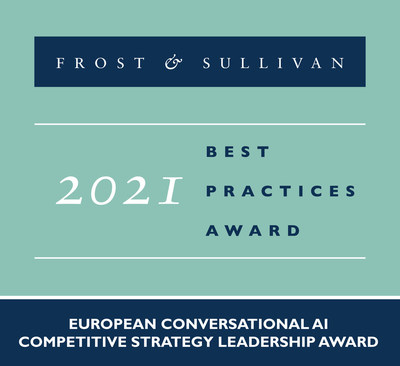 FROST & SULLIVAN
2021
BEST
PRACTICES
AWARD
EUROPEAN CONVERSATIONAL AI
COMPETITIVE STRATEGY LEADERSHIP AWARD